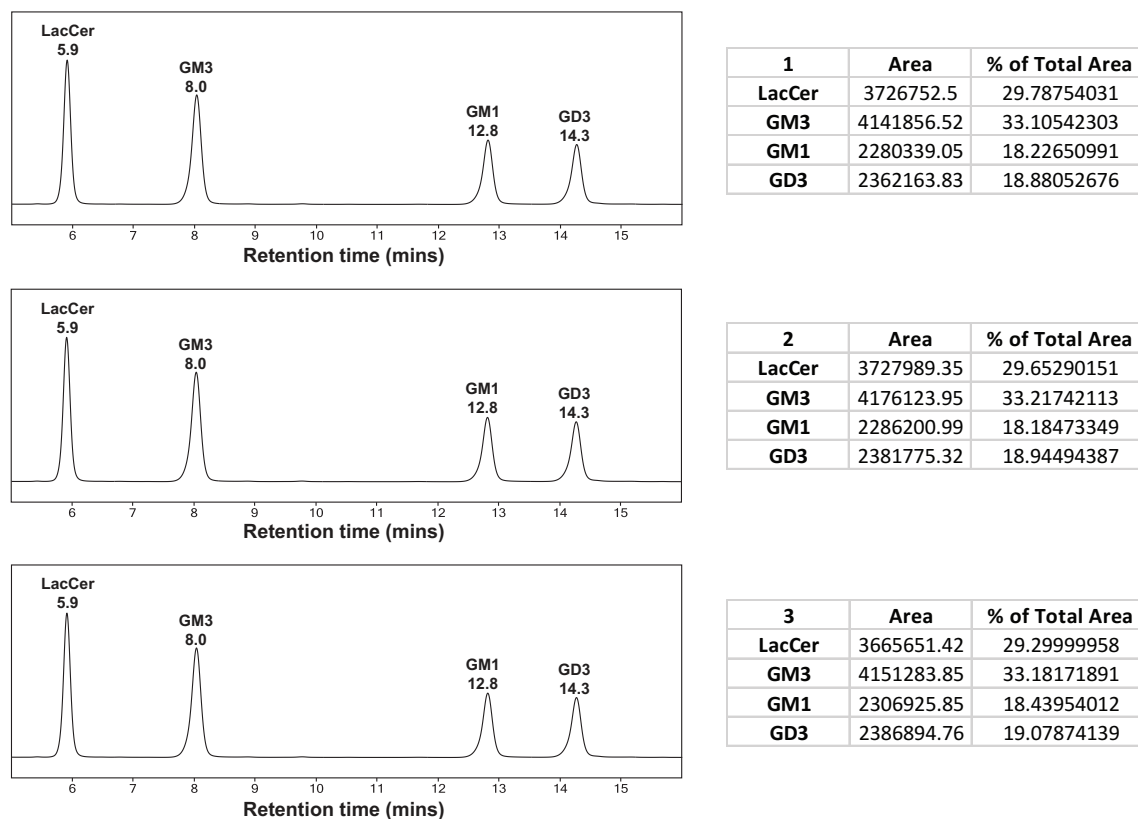 LacCer
5.9
GM3
8.0
GM1
12.8
GD3
14.3
6 7 8 9 10 11 12 13 14 15
Retention time (mins)
1 Area % of Total Area
LacCer 3726752.5 29.78754031
GM3 4141856.52 33.10542303
GM1 2280339.05 18.22650991
GD3 2362163.83 18.88052676
LacCer
5.9
GM3
8.0
GM1
12.8
GD3
14.3
6 7 8 9 10 11 12 13 14 15
Retention time (mins)
2 Area % of Total Area
LacCer 3727989.35 29.65290151
GM3 4176123.95 33.21742113
GM1 2286200.99 18.18473349
GD3 2381775.32 18.94494387
LacCer
5.9
GM3
8.0
GM1
12.8
GD3
14.3
6 7 8 9 10 11 12 13 14 15
Retention time (mins)
3 Area % of Total Area
LacCer 3665651.42 29.29999958
GM3 4151283.85 33.18171891
GM1 2306925.85 18.43954012
GD3 2386894.76 19.07874139